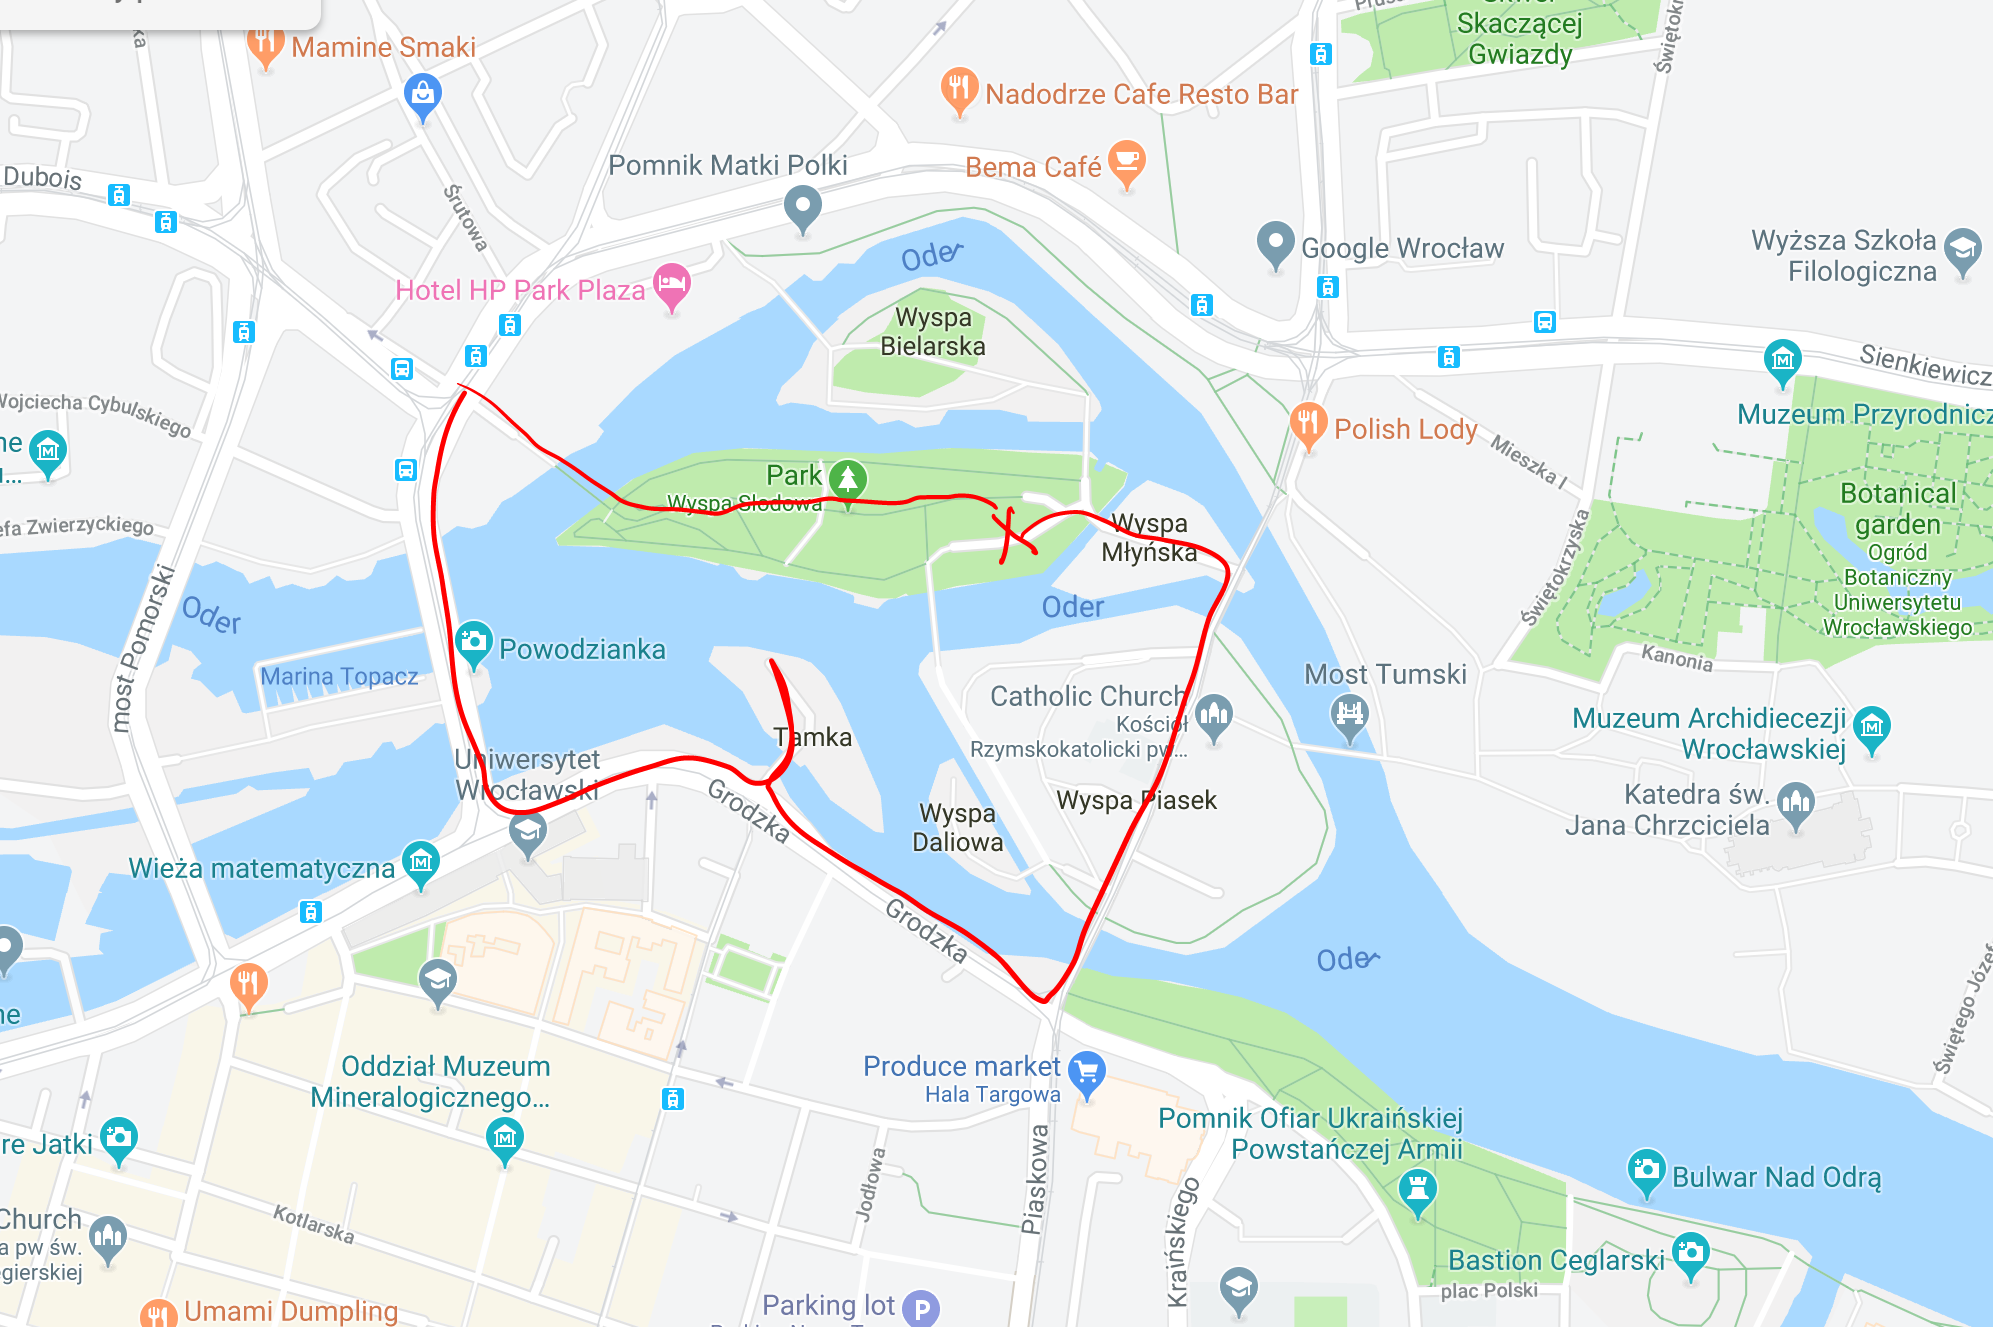 Mamine Smaki
Skaczącej
Gwiazdy
Nadodrze Cafe Resto Bar
Pomnik Matki Polki
Bema Café
Dubois
Śrutowa
Oder
Google Wrocław
Wyższa Szkoła
Filologiczna
Hotel HP Park Plaza
Wyspa
Bielarska
Sienkiewicz
Wojciecha Cybulskiego
Muzeum Przyrodnicz
Polish Lody
Mieszka I
ne
...
Park
Wyspa Słodowa
Botanical
garden
Ogród
Botaniczny
Uniwersytetu
Wrocławskiego
efa Zwierzyckiego
Wyspa
Młyńska
Świętokrzyska
Oder
Oder
most Pomorski
Powodzianka
Marina Topacz
Kanonia
Most Tumski
Catholic Church
Kościół
Rzymskokatolicki pw...
Muzeum Archidiecezji
Wrocławskiej
Tamka
Uniwersytet
Wrocławski
Grodzka
Wyspa Piasek
Wyspa
Daliowa
Katedra św.
Jana Chrzciciela
Wieża matematyczna
Grodzka
Oder
ne
Świętego Józef
Oddział Muzeum
Mineralogicznego...
Produce market
Hala Targowa
Pomnik Ofiar Ukraińskiej
Powstańczej Armii
re Jatki
Piaskowa
Jodłowa
Kraińskiego
Bulwar Nad Odrą
Church
a pw św.
egierskiej
Kotlarska
Bastion Ceglarski
plac Polski
Umami Dumpling
Parking lot
P